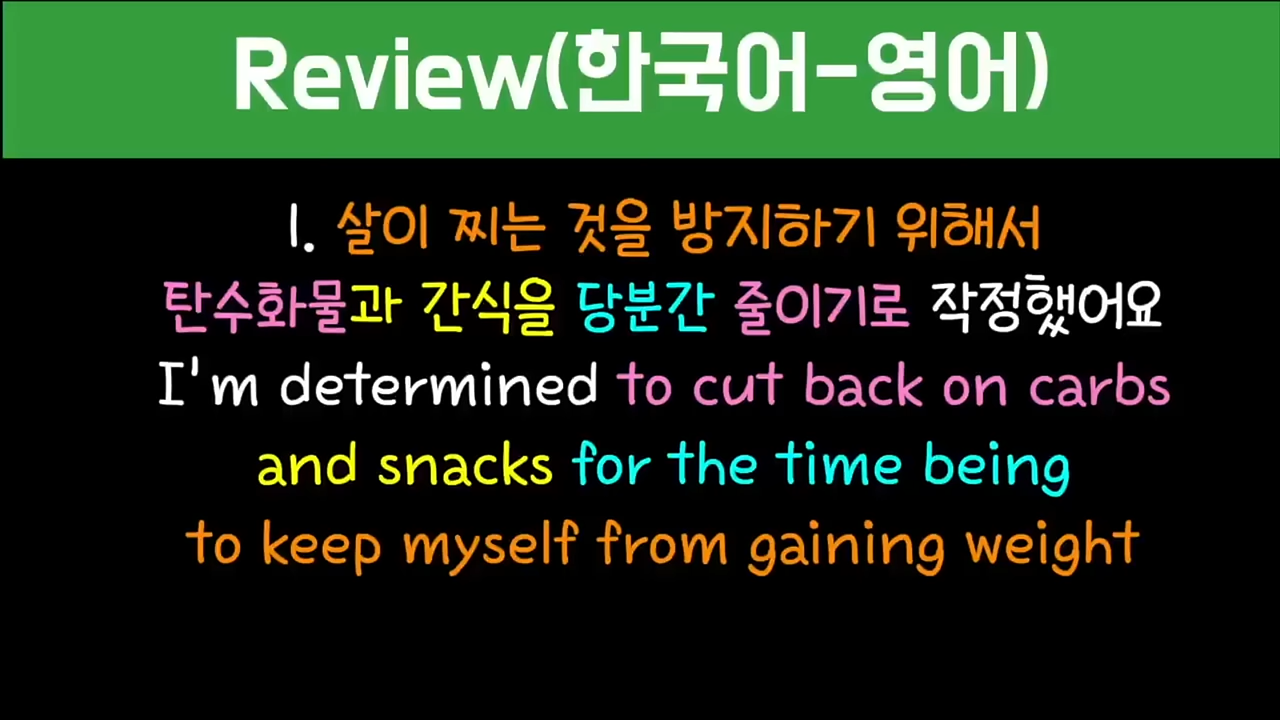 Review(한국어-영어)
1. 살이 찌는 것을 방지하기 위해서
탄수화물과 간식을 당분간 줄이기로 작정했어요
I'm determined to cut back on carbs
and snacks for the time being
to keep myself from gaining weight